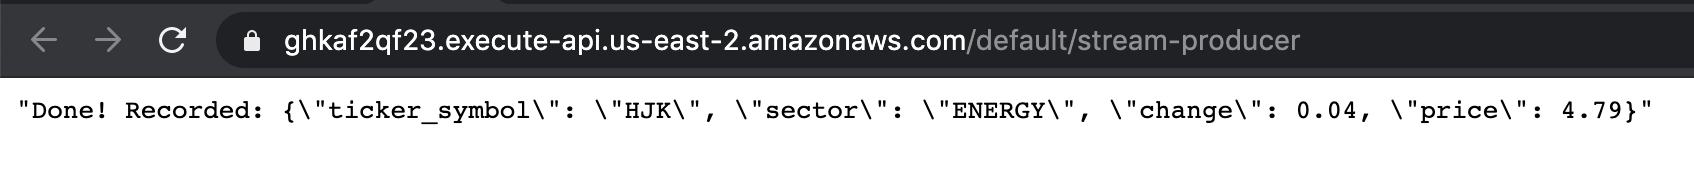 ghkaf2qf23.execute-api.us-east-2.amazonaws.com/default/stream-producer
"Done! Recorded: {\"ticker_symbol\": \"HJK\", \"sector\": \"ENERGY\", \"change\": 0.04, \"price\": 4.79}"